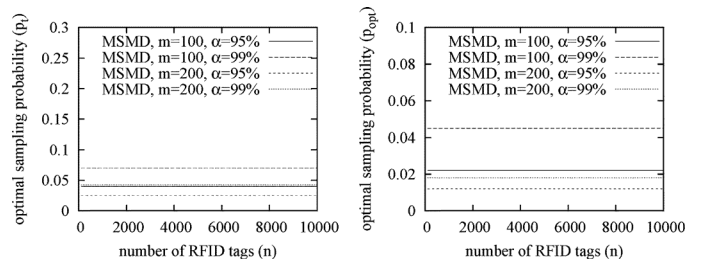 optimal sampling probability (pt)
0.3
0.25
0.2
0.15
0.1
0.05
0
MSMD, m=100, α=95%
MSMD, m=100, α=99%
MSMD, m=200, α=95%
MSMD, m=200, α=99%
0 2000 4000 6000 8000 10000
number of RFID tags (n)
optimal sampling probability (popt)
0.1
0.08
0.06
0.04
0.02
0
MSMD, m=100, α=95%
MSMD, m=100, α=99%
MSMD, m=200, α=95%
MSMD, m=200, α=99%
0 2000 4000 6000 8000 10000
number of RFID tags (n)